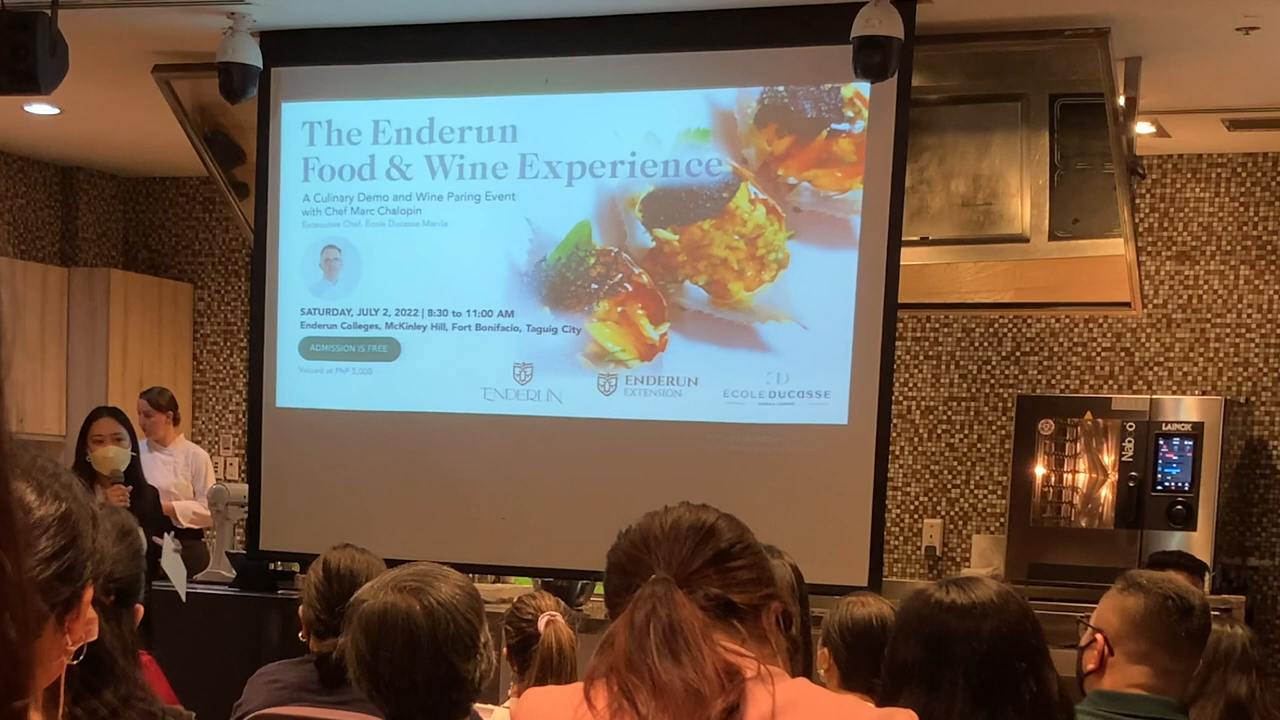 The Enderun
Food & Wine Experience
A Culinary Demo and Wine Paring Event
with Chef Marc Chalopin
Executive Chef, Ecole Ducasse Manila
SATURDAY, JULY 2, 2022 | 8:30 to 11:00 AM
Enderun Colleges, McKinley Hill, Fort Bonifacio, Taguig City
ADMISSION IS FREE
Valued at PhP 5,000
ENDERUN
ENDERUN
EXTENSION
ECOLE DUCASSE
Naboo
LAINOX